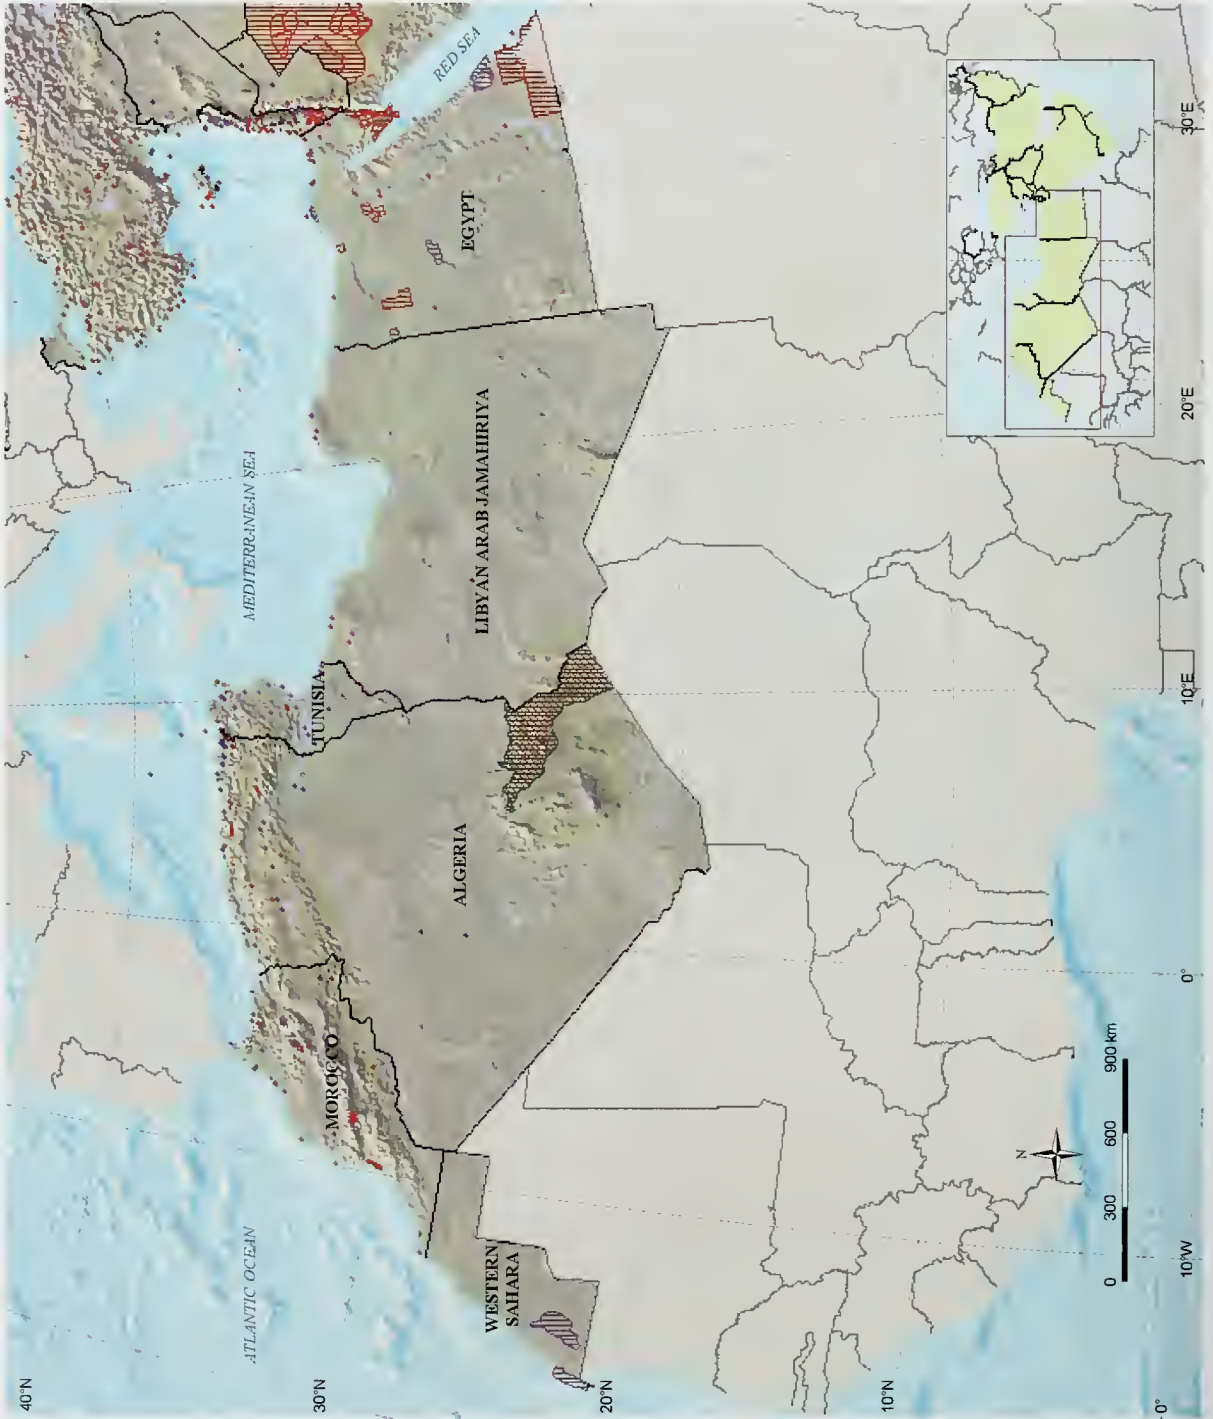 40°N
30°N
20°N
10°N
0°
ATLANTIC OCEAN
MEDITERRANEAN SEA
RED SEA
MOROCCO
TUNISIA
ALGERIA
LIBYAN ARAB JAMAHIRIYA
EGYPT
WESTERN
SAHARA
N
0 300 600 900 km
10°W
0°
10°E
20°E
30°E